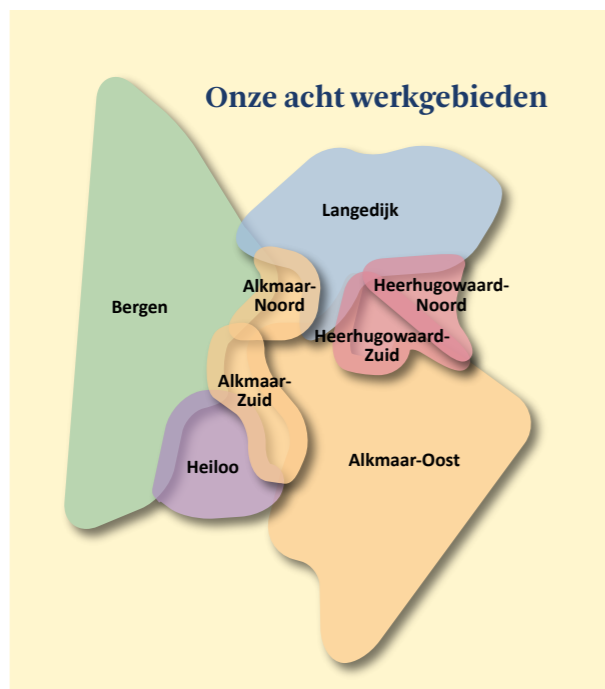 Onze acht werkgebieden
Langedijk
Alkmaar-
Noord
Heerhugowaard-
Noord
Bergen
Heerhugowaard-
Zuid
Alkmaar-
Zuid
Heiloo
Alkmaar-Oost